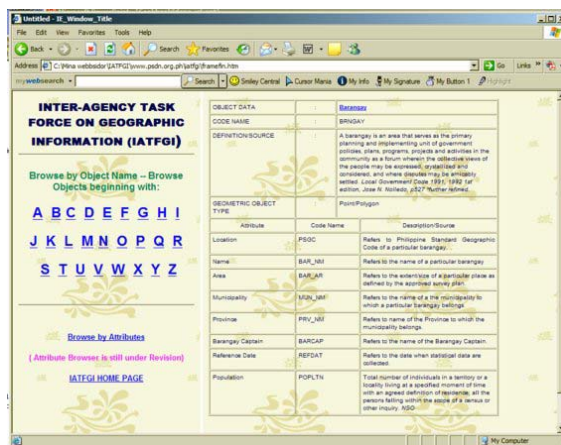 Untitled - IE_Window_Title
File Edit View Favorites Tools Help
Back Search Favorites
Address C:\Hina webbsdor\IATFGI\www.psdn.org.ph\iatfgi\framefin.htm Go Links
mywebsearch Search Smiley Central Cursor Mania My Info My Signature My Button 1 Highlight
INTER-AGENCY TASK
FORCE ON GEOGRAPHIC
INFORMATION (IATFGI)
Browse by Object Name -- Browse
Objects beginning with:
A B C D E F G H I
J K L M N O P Q R
S T U V W X Y Z
Browse by Attributes
( Attribute Browser is still under Revision)
IATFGI HOME PAGE
OBJECT DATA : Barangay
CODE NAME : BRNGAY
DEFINITION/SOURCE : A barangay is an area that serves as the primary
planning and implementing unit of government
policies, plans, programs, projects and activities in the
community as a forum wherein the collective views of
the people may be expressed, crystalized and
considered, and where disputes may be amicably
settled. Local Government Code 1991, 1992 1st
edition, Jose N. Nolledo, p527 *further refined.
GEOMETRIC OBJECT
TYPE : Point/Polygon
Attribute Code Name Description/Source
Location PSGC Refers to Philippine Standard Geographic
Code of a particular barangay.
Name BAR_NM Refers to the name of a particular barangay
Area BAR_AR Refers to the extent/size of a particular place as
defined by the approved survey plan.
Municipality MUN_NM Refers to the name of a the municipality to
which a particular barangay belongs
Province PRV_NM Refers to name of the Province to which the
municipality belongs.
Barangay Captain BARCAP Refers to the name of the Barangay Captain.
Reference Date REFDAT Refers to the date when statistical data are
collected.
Population POPLTN Total number of individuals in a territory or a
locality living at a specified moment of time
with an agreed definition of residence; all the
persons falling within the scope of a census or
other inquiry. NSO
My Computer